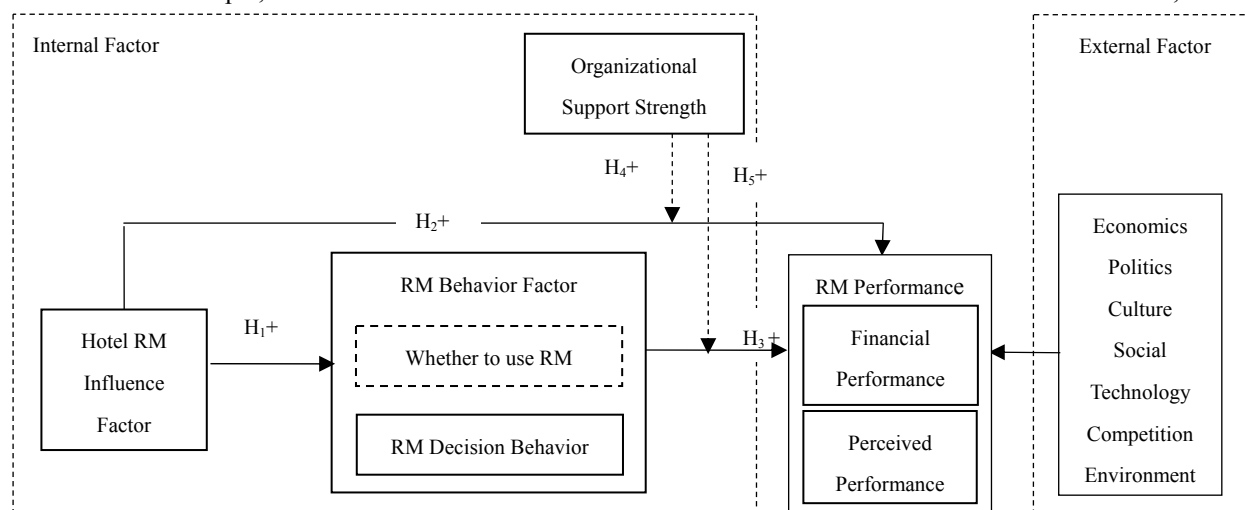 Internal Factor
External Factor
Organizational
Support Strength
H4+
H5+
H2+
Economics
Politics
Culture
Social
Technology
Competition
Environment
RM Behavior Factor
RM Performance
H1+
Hotel RM
Influence
Factor
Whether to use RM
RM Decision Behavior
H3+
Financial
Performance
Perceived
Performance